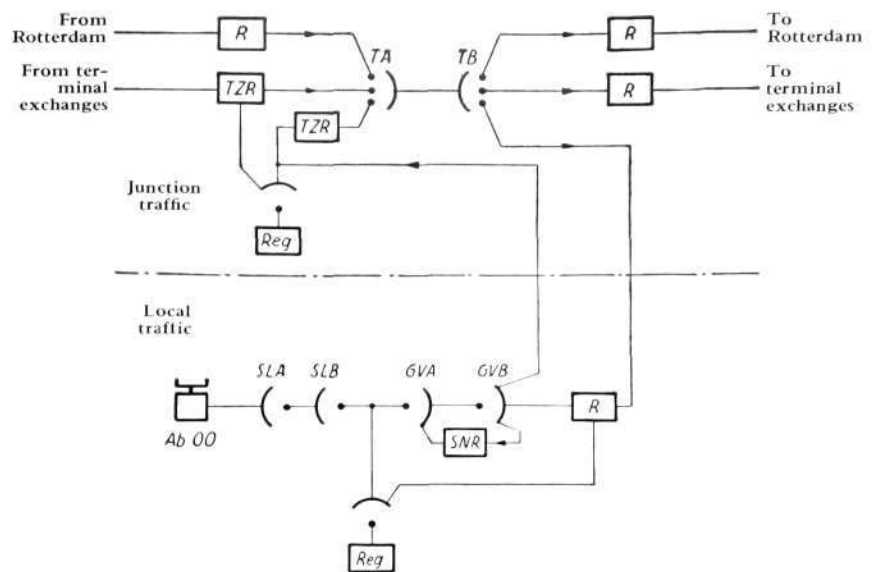 From
Rotterdam
R
TA
TB
R
To
Rotterdam
From ter-
minal
exchanges
TZR
R
To
terminal
exchanges
TZR
Junction
traffic
Reg
Local
traffic
SLA
SLB
GVA
GVB
Ab 00
SNR
R
Reg